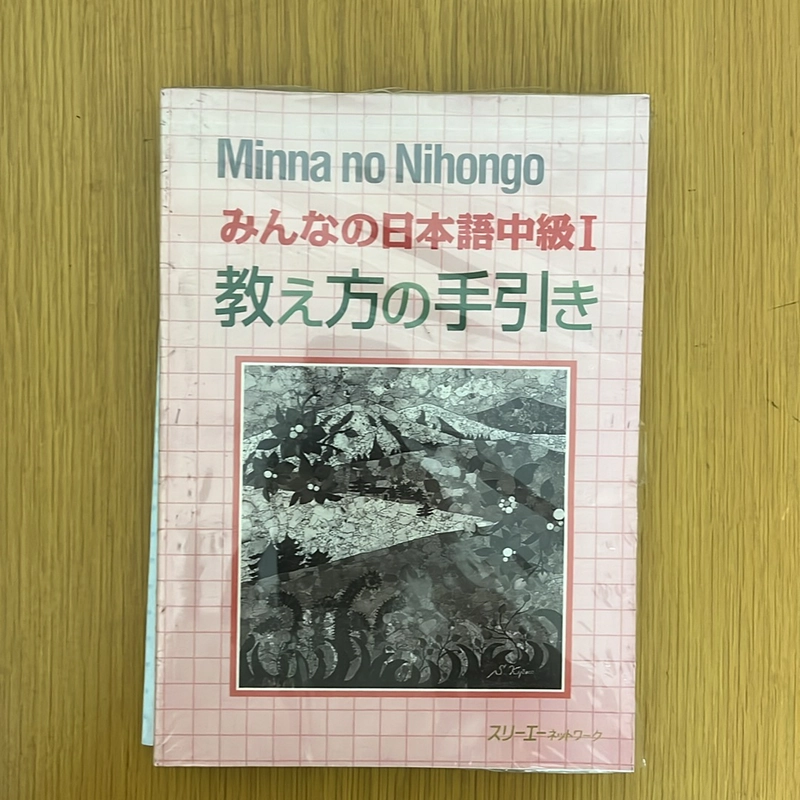 Minna no Nihongo
みんなの日本語中級I
教え方の手引き
スリーエーネットワーク